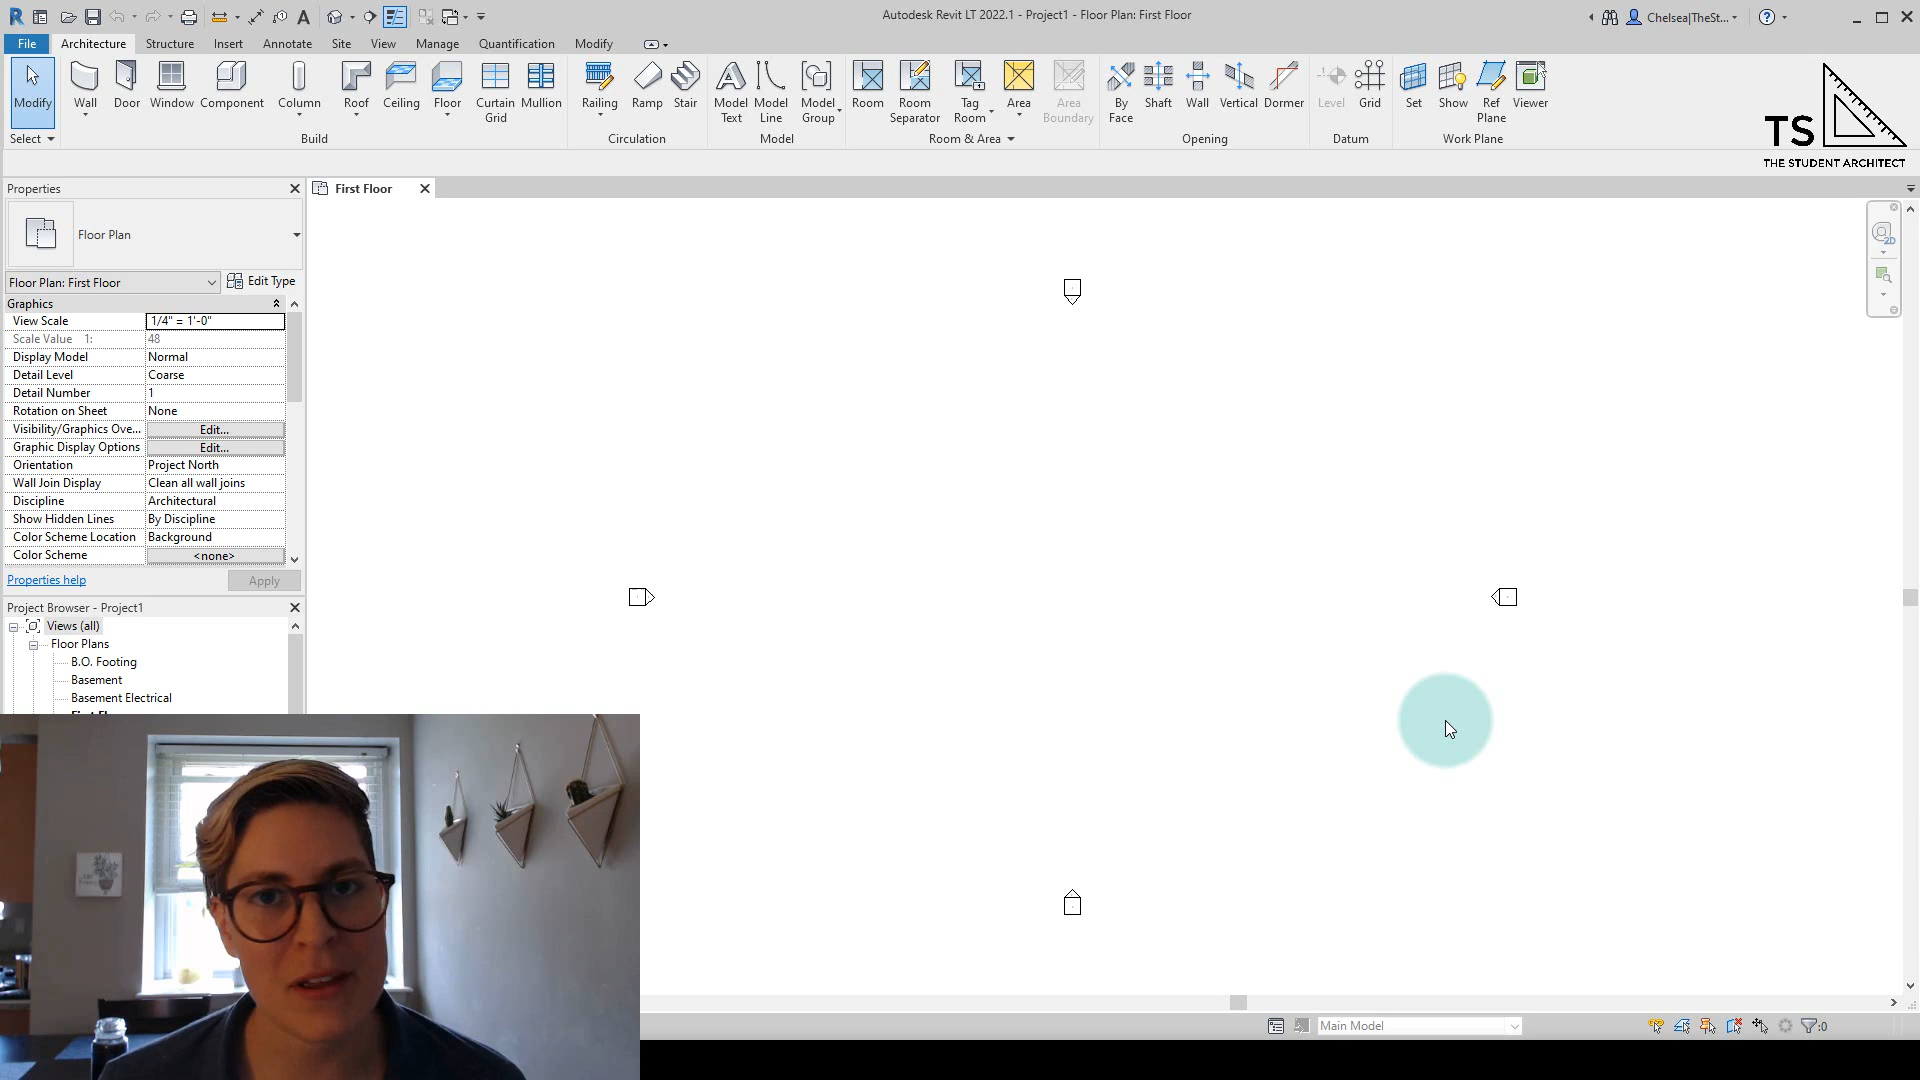 Autodesk Revit LT 2022.1 - Project1 - Floor Plan: First Floor
Chelsea|TheSt...
File Architecture Structure Insert Annotate Site View Manage Quantification Modify
Modify Wall Door Window Component Column Roof Ceiling Floor Curtain Grid Mullion Railing Ramp Stair Model Text Model Line Model Group Room Room Separator Tag Room Area Area Boundary By Face Shaft Wall Vertical Dormer Level Grid Set Show Ref Plane Viewer
Select Build Circulation Model Room & Area Opening Datum Work Plane
TS
THE STUDENT ARCHITECT
Properties
First Floor
Floor Plan
Floor Plan: First Floor Edit Type
Graphics
View Scale 1/4" = 1'-0"
Scale Value 1: 48
Display Model Normal
Detail Level Coarse
Detail Number 1
Rotation on Sheet None
Visibility/Graphics Ove... Edit...
Graphic Display Options Edit...
Orientation Project North
Wall Join Display Clean all wall joins
Discipline Architectural
Show Hidden Lines By Discipline
Color Scheme Location Background
Color Scheme <none>
Properties help Apply
Project Browser - Project1
Views (all)
Floor Plans
B.O. Footing
Basement
Basement Electrical
2D
Main Model
:0